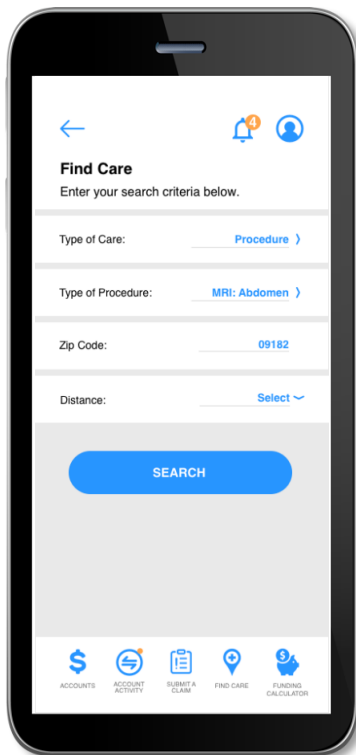 4
Find Care
Enter your search criteria below.
Type of Care: Procedure
Type of Procedure: MRI: Abdomen
Zip Code: 09182
Distance: Select
SEARCH
$ $
ACCOUNTS ACCOUNT ACTIVITY SUBMIT A CLAIM FIND CARE FUNDING CALCULATOR